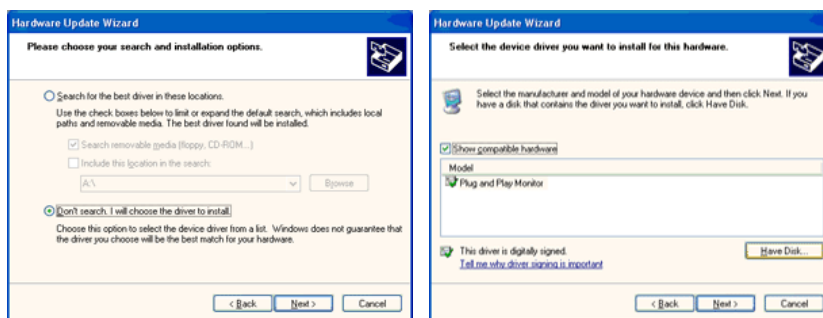 Hardware Update Wizard
Please choose your search and installation options.
Search for the best driver in these locations.
Use the check boxes below to limit or expand the default search, which includes local
paths and removable media. The best driver found will be installed.
Search removable media (floppy, CD-ROM...)
Include this location in the search:
A:\
Browse
Don't search. I will choose the driver to install.
Choose this option to select the device driver from a list. Windows does not guarantee that
the driver you choose will be the best match for your hardware.
< Back
Next >
Cancel
Hardware Update Wizard
Select the device driver you want to install for this hardware.
Select the manufacturer and model of your hardware device and then click Next. If you
have a disk that contains the driver you want to install, click Have Disk.
Show compatible hardware
Model
Plug and Play Monitor
This driver is digitally signed.
Tell me why driver signing is important
Have Disk...
< Back
Next >
Cancel